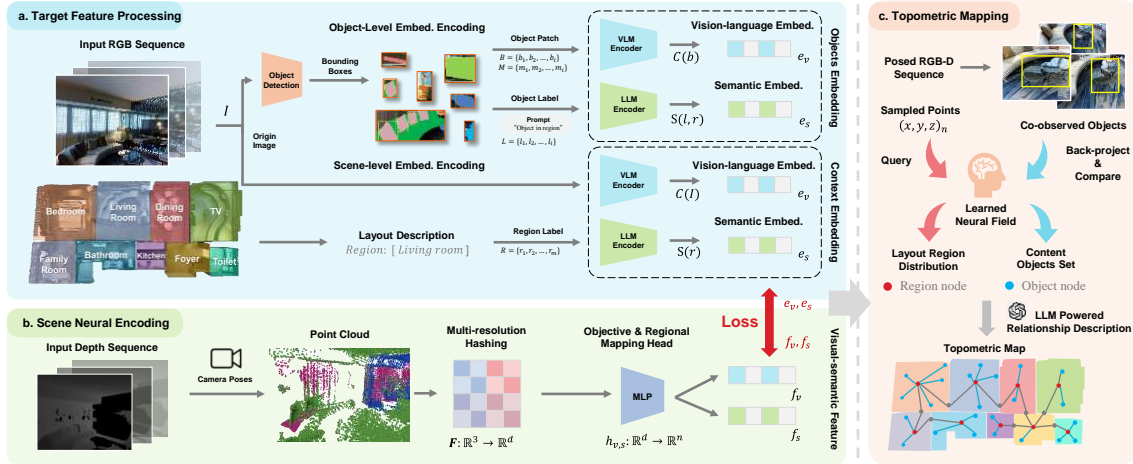 a. Target Feature Processing
Input RGB Sequence
Object-Level Embed. Encoding
Bounding
Boxes
Object
Detection
I
Origin
Image
Object Patch
B = {b₁, b₂, ..., bᵢ}
M = {m₁, m₂, ..., mᵢ}
Object Label
Prompt
"Object in region"
L = {l₁, l₂, ..., lᵢ}
Vision-language Embed.
VLM
Encoder
C(b)
eᵥ
Semantic Embed.
LLM
Encoder
S(l, r)
eₛ
Objects Embedding
Scene-level Embed. Encoding
Vision-language Embed.
VLM
Encoder
C(I)
eᵥ
Semantic Embed.
LLM
Encoder
S(r)
eₛ
Context Embedding
Bedroom
Living
Room
Dining
Room
TV
Family
Room
Bathroom
Kitchen
Foyer
Toilet
Layout Description
Region: [ Living room ]
Region Label
R = {r₁, r₂, ..., rₘ}
b. Scene Neural Encoding
Input Depth Sequence
Camera Poses
Point Cloud
Multi-resolution
Hashing
F: ℝ³ → ℝᵈ
Objective & Regional
Mapping Head
MLP
hᵥ,ₛ: ℝᵈ → ℝⁿ
Loss
eᵥ, eₛ
fᵥ, fₛ
fᵥ
fₛ
Visual-semantic Feature
c. Topometric Mapping
Posed RGB-D
Sequence
Sampled Points
(x, y, z)ₙ
Co-observed Objects
Query
Back-project
&
Compare
Learned
Neural Field
Layout Region
Distribution
Content
Objects Set
Region node
Object node
LLM Powered
Relationship Description
Topometric Map